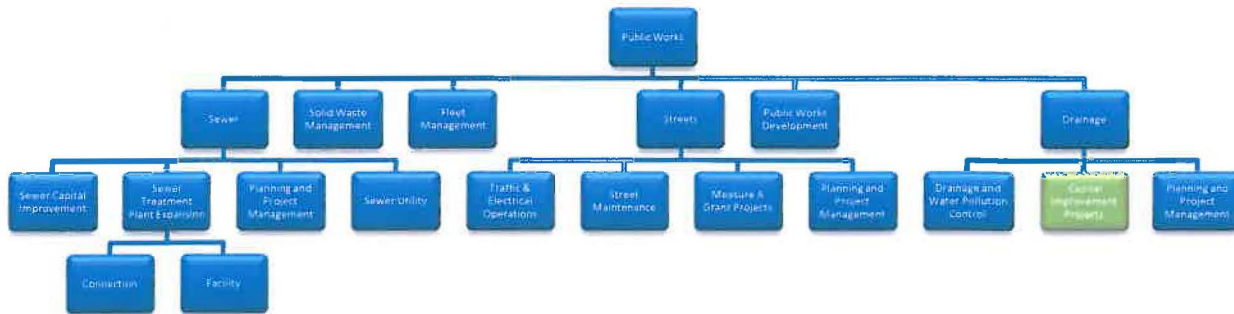 Public Works
Sewer
Solid Waste
Management
Fleet
Management
Streets
Public Works
Development
Drainage
Sewer Capital
Improvement
Sewer
Treatment
Plant Expansion
Planning and
Project
Management
Sewer Utility
Traffic &
Electrical
Operations
Street
Maintenance
Measure A
Grant Projects
Planning and
Project
Management
Drainage and
Water Pollution
Control
Capital
Improvement
Projects
Planning and
Project
Management
Connection
Facility